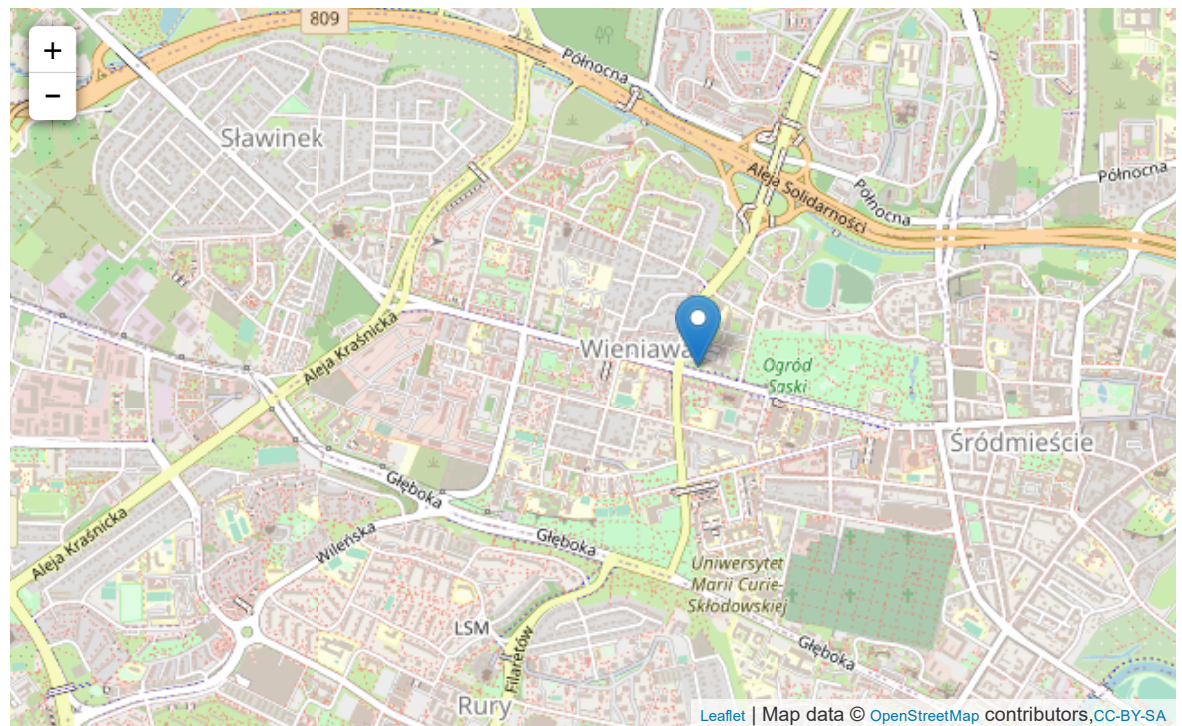 809
+
−
Północna
Sławinek
Aleja Solidarności
Północna
Północna
Aleja Kraśnicka
Wieniawa
Ogród
Saski
Śródmieście
Głęboka
Aleja Kraśnicka
Wileńska
Głęboka
Uniwersytet
Marii Curie-
Skłodowskiej
LSM
Filaretów
Głęboka
Rury
Leaflet | Map data © OpenStreetMap contributors,CC-BY-SA